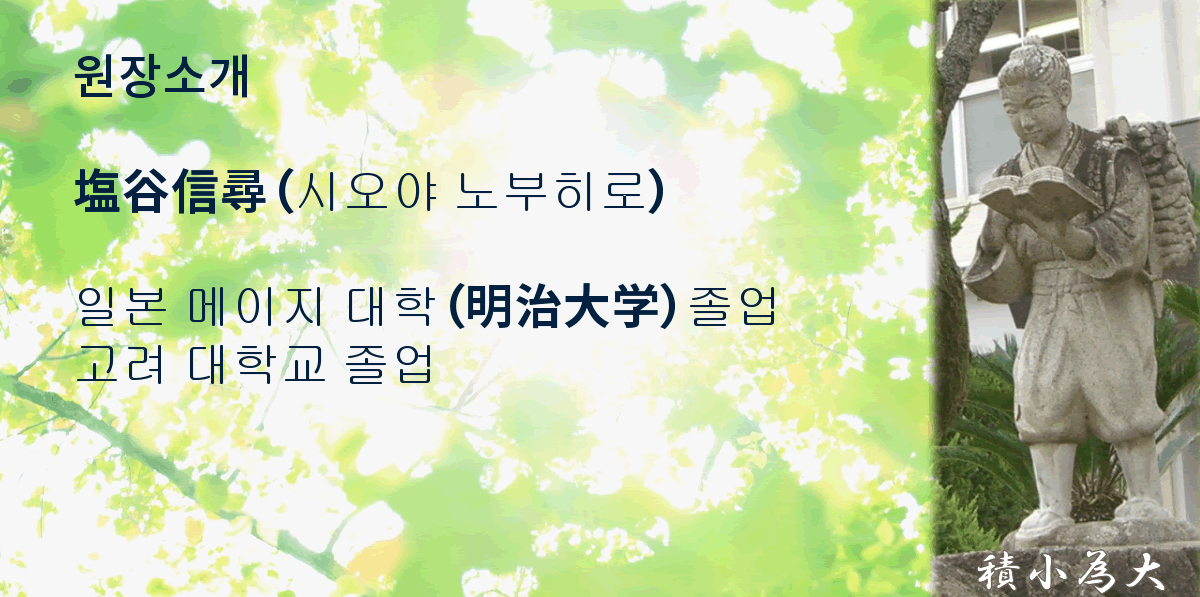 원장소개
塩谷信尋 (시오야 노부히로)
일본 메이지 대학 (明治大学) 졸업
고려 대학교 졸업
積小為大